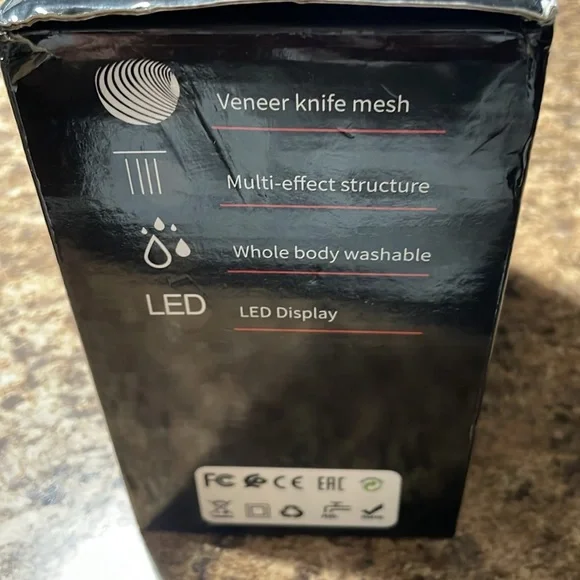 Veneer knife mesh
Multi-effect structure
Whole body washable
LED LED Display
FC CE EAC